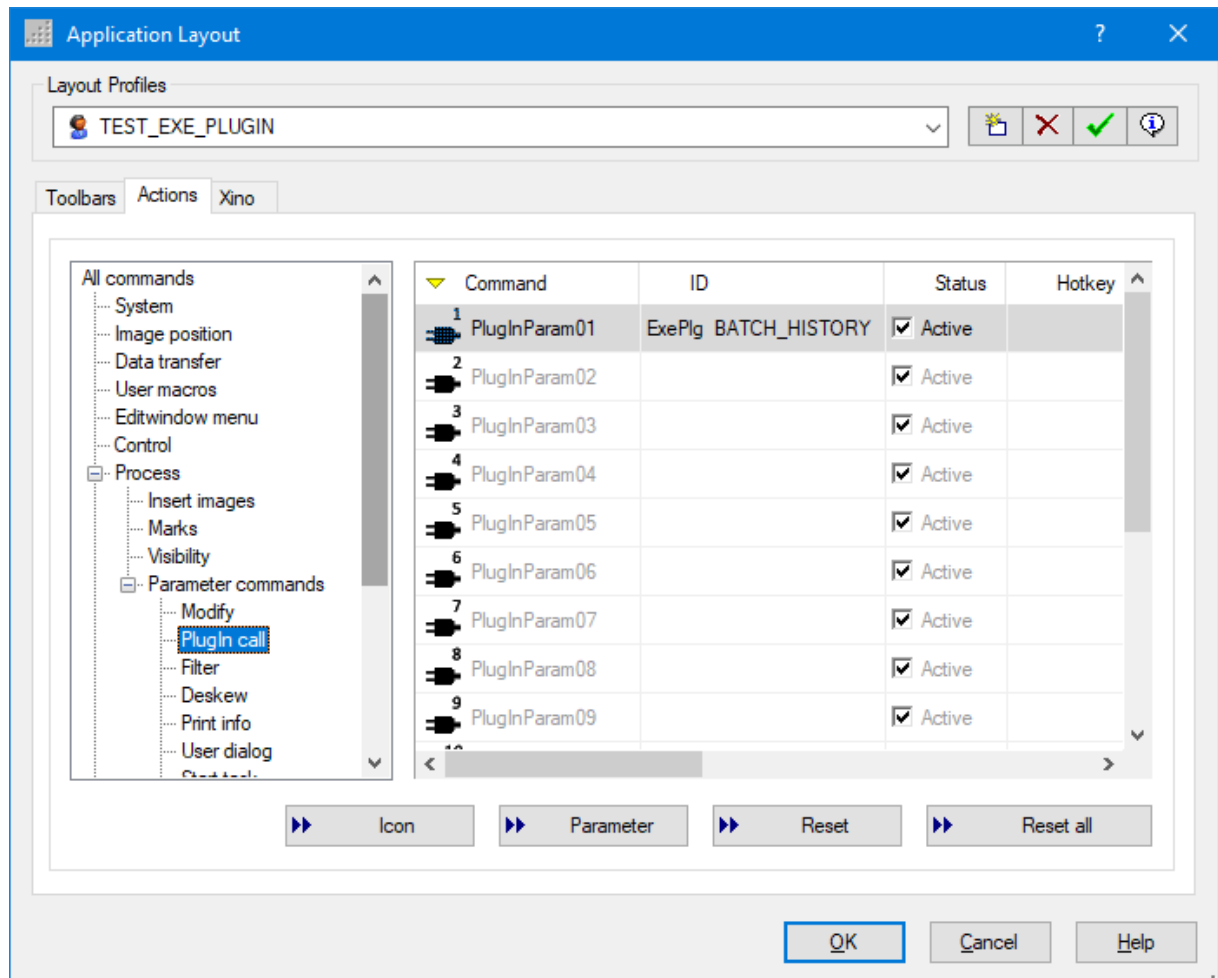 Application Layout
?
Layout Profiles
TEST_EXE_PLUGIN
Toolbars Actions Xino
All commands
System
Image position
Data transfer
User macros
Editwindow menu
Control
Process
Insert images
Marks
Visibility
Parameter commands
Modify
PlugIn call
Filter
Deskew
Print info
User dialog
Start task
Command ID Status Hotkey
1 PlugInParam01 ExePlg BATCH_HISTORY Active
2 PlugInParam02 Active
3 PlugInParam03 Active
4 PlugInParam04 Active
5 PlugInParam05 Active
6 PlugInParam06 Active
7 PlugInParam07 Active
8 PlugInParam08 Active
9 PlugInParam09 Active
10
Icon Parameter Reset Reset all
OK Cancel Help